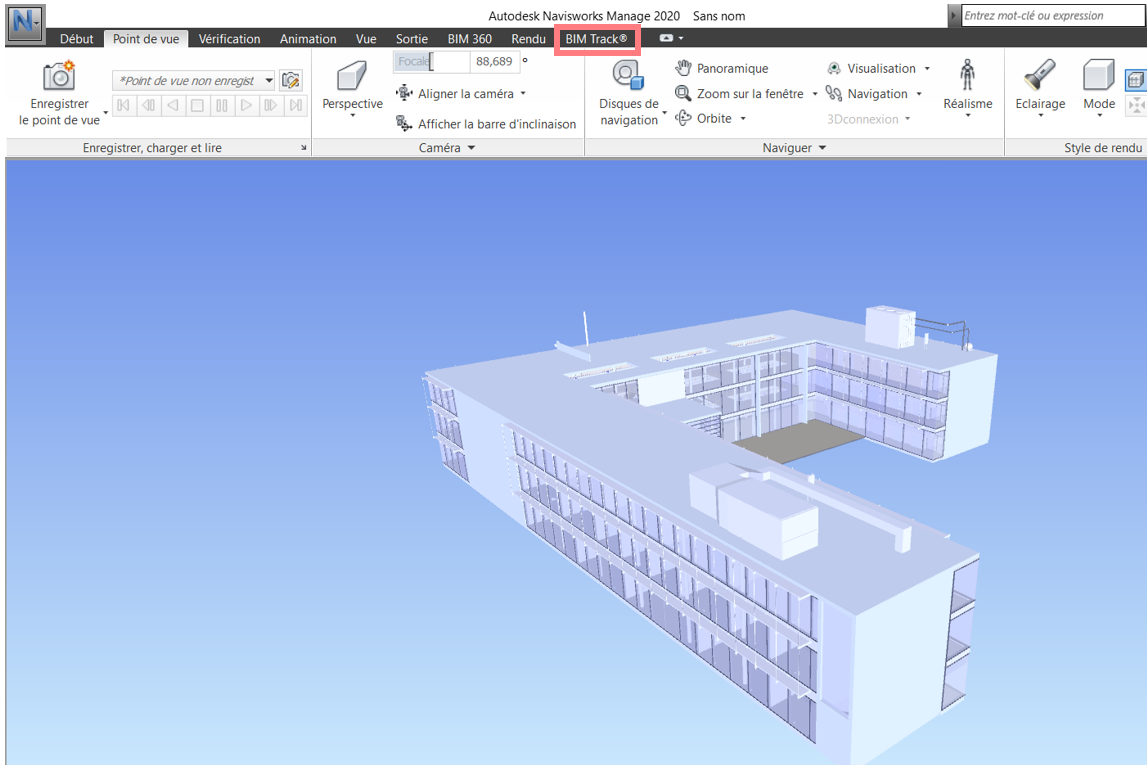 Autodesk Navisworks Manage 2020 Sans nom
Entrez mot-clé ou expression
N
Début Point de vue Vérification Animation Vue Sortie BIM 360 Rendu BIM Track®
Enregistrer
le point de vue
*Point de vue non enregist
Enregistrer, charger et lire
Perspective
Focale 88,689 °
Aligner la caméra
Afficher la barre d'inclinaison
Caméra
Disques de
navigation
Panoramique
Zoom sur la fenêtre
Orbite
Visualisation
Navigation
3Dconnexion
Réalisme
Naviguer
Eclairage
Mode
Style de rendu